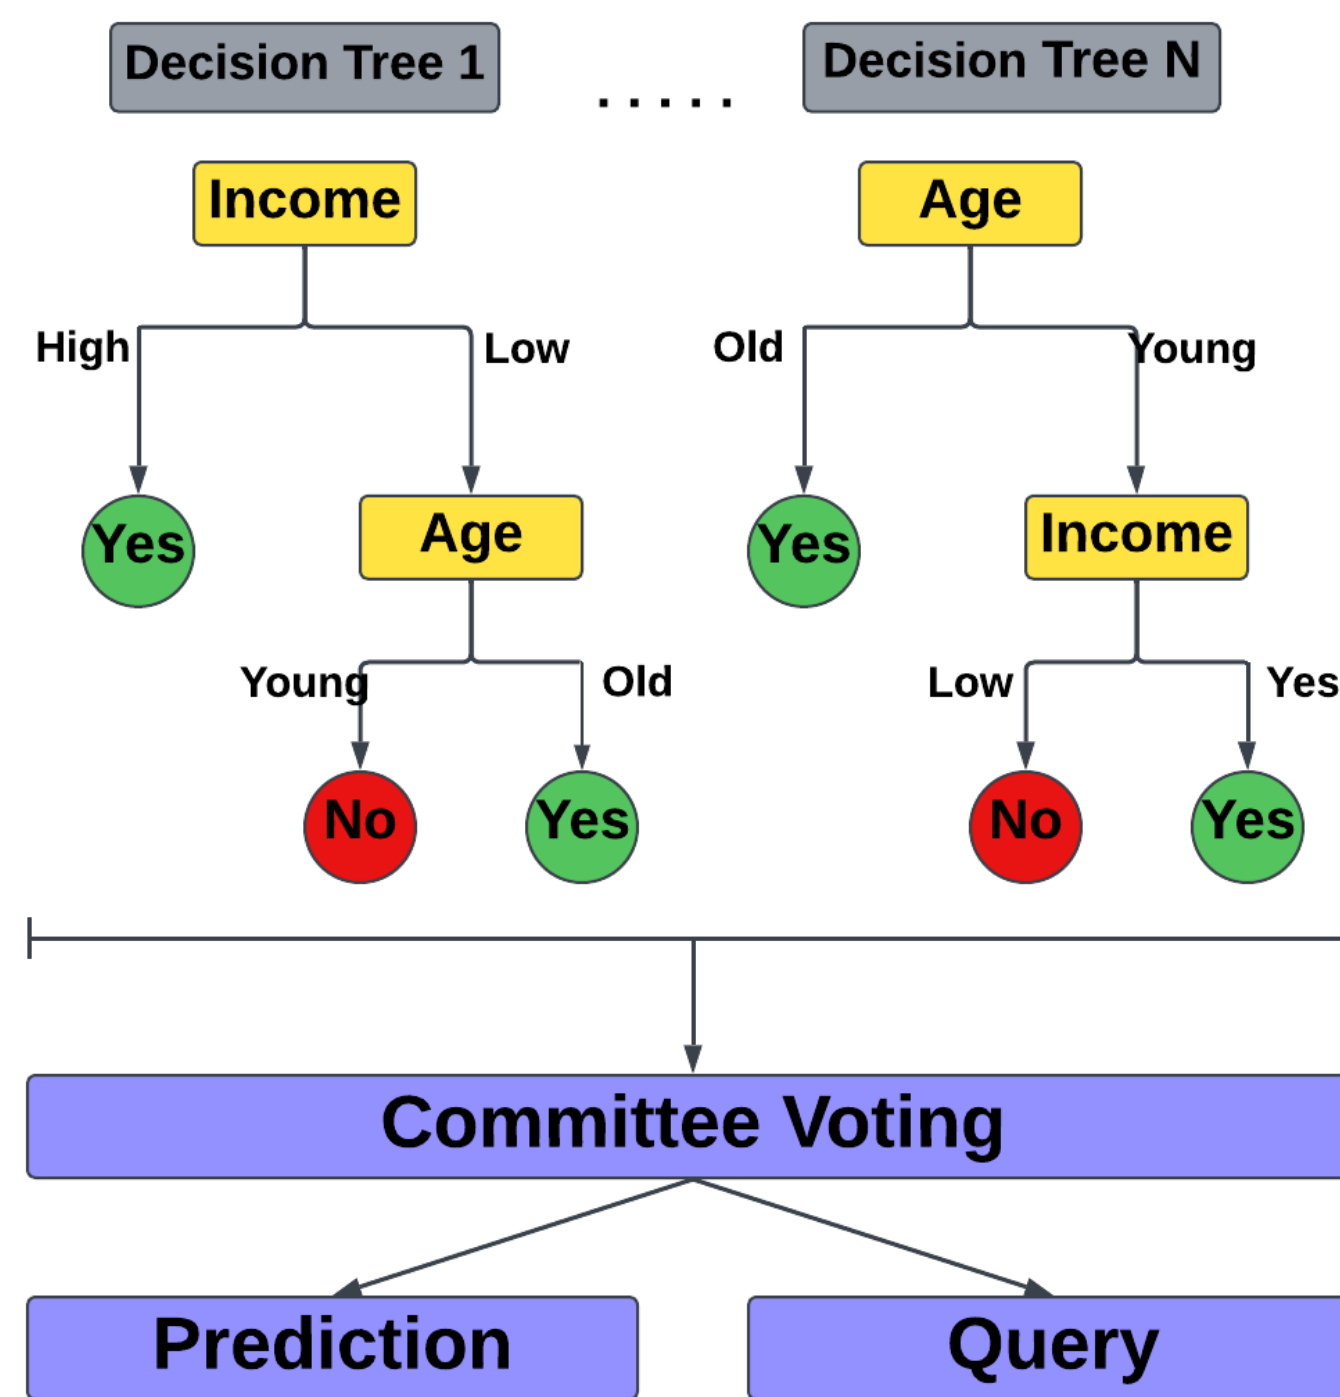 Decision Tree 1
.....
Decision Tree N
Income
Age
High
Low
Old
Young
Yes
Age
Yes
Income
Young
Old
Low
Yes
No
Yes
No
Yes
Committee Voting
Prediction
Query